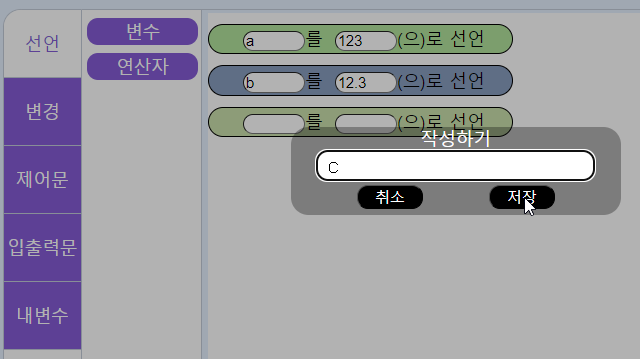 선언
변경
제어문
입출력문
내변수
변수
연산자
a 를 123 (으)로 선언
b 를 12.3 (으)로 선언
를 (으)로 선언
작성하기
C
취소
저장